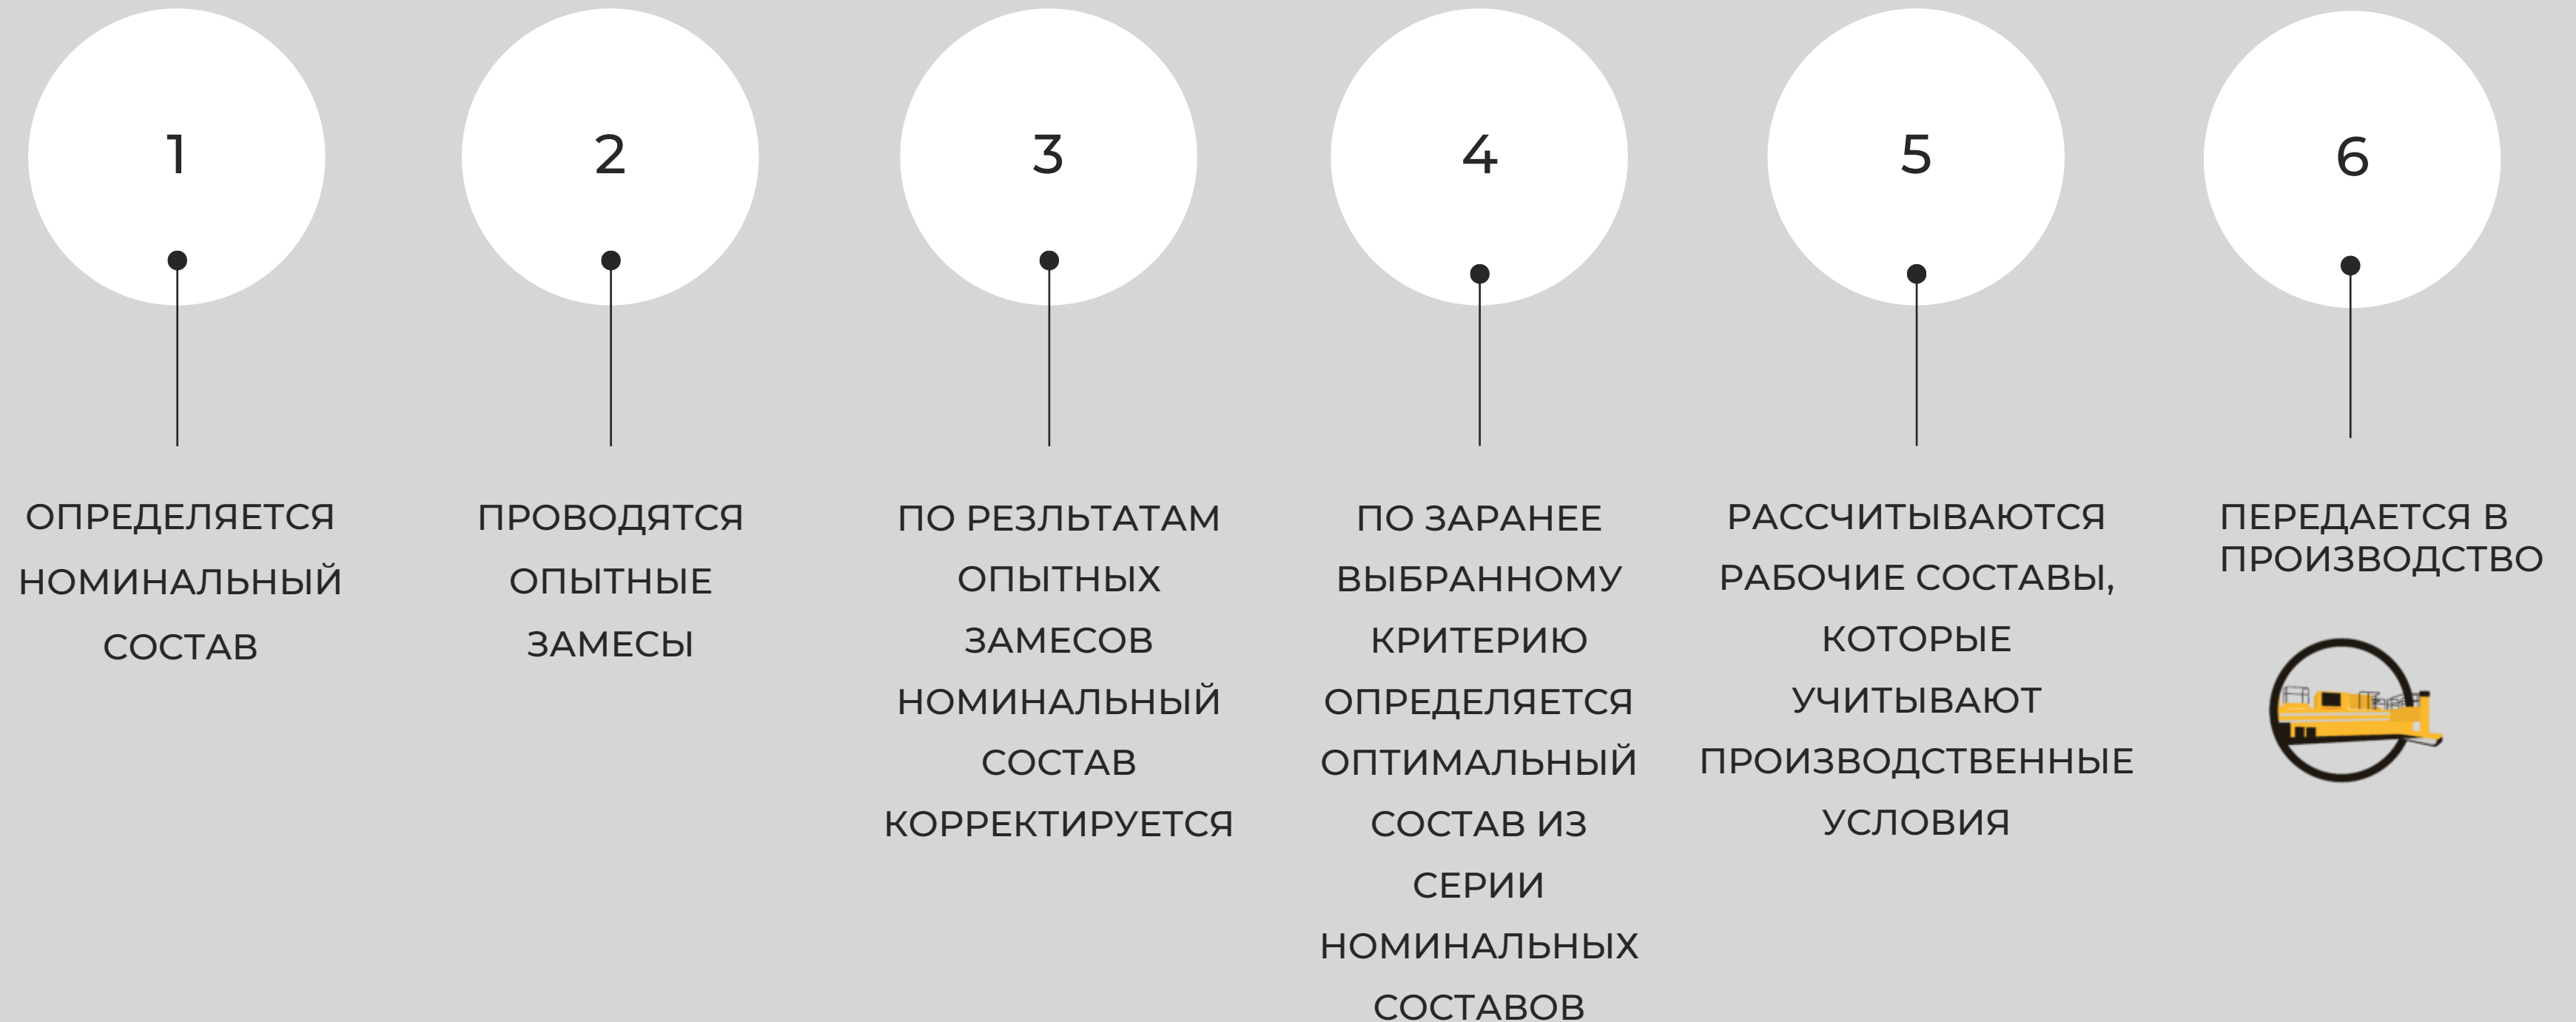 1
ОПРЕДЕЛЯЕТСЯ
НОМИНАЛЬНЫЙ
СОСТАВ
2
ПРОВОДЯТСЯ
ОПЫТНЫЕ
ЗАМЕСЫ
3
ПО РЕЗЛЬТАТАМ
ОПЫТНЫХ
ЗАМЕСОВ
НОМИНАЛЬНЫЙ
СОСТАВ
КОРРЕКТИРУЕТСЯ
4
ПО ЗАРАНЕЕ
ВЫБРАННОМУ
КРИТЕРИЮ
ОПРЕДЕЛЯЕТСЯ
ОПТИМАЛЬНЫЙ
СОСТАВ ИЗ
СЕРИИ
НОМИНАЛЬНЫХ
СОСТАВОВ
5
РАССЧИТЫВАЮТСЯ
РАБОЧИЕ СОСТАВЫ,
КОТОРЫЕ
УЧИТЫВАЮТ
ПРОИЗВОДСТВЕННЫЕ
УСЛОВИЯ
6
ПЕРЕДАЕТСЯ В
ПРОИЗВОДСТВО